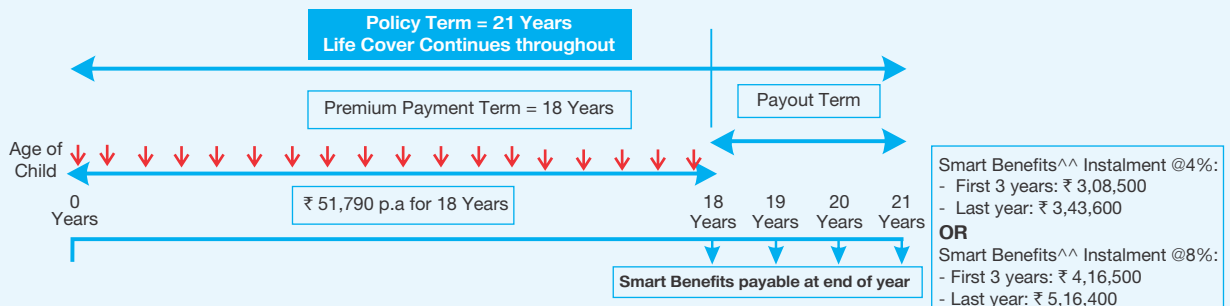 Policy Term = 21 Years
Life Cover Continues throughout
Premium Payment Term = 18 Years
Payout Term
Age of
Child
0
Years
₹ 51,790 p.a for 18 Years
18
Years
19
Years
20
Years
21
Years
Smart Benefits payable at end of year
Smart Benefits^^ Instalment @4%:
- First 3 years: ₹ 3,08,500
- Last year: ₹ 3,43,600
OR
Smart Benefits^^ Instalment @8%:
- First 3 years: ₹ 4,16,500
- Last year: ₹ 5,16,400